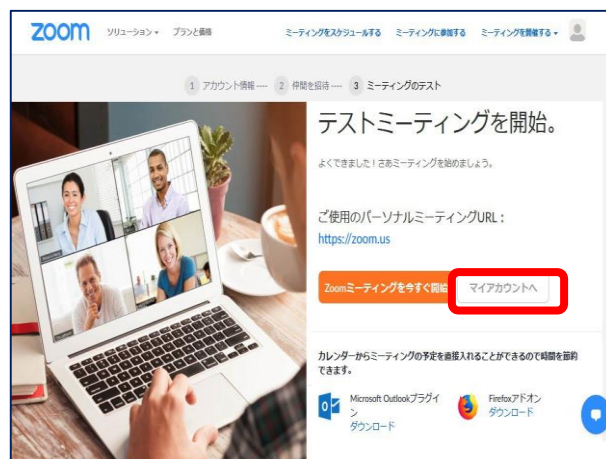 zoom
ソリューション▾ プランと価格 ミーティングをスケジュールする ミーティングに参加する ミーティングを開催する▾
1 アカウント情報---- 2 仲間を招待---- 3 ミーティングのテスト
テストミーティングを開始。
よくできました！さあミーティングを始めましょう。
ご使用のパーソナルミーティングURL：
https://zoom.us
Zoomミーティングを今すぐ開始 マイアカウントへ
カレンダーからミーティングの予定を直接入れることができるので時間を節約
できます。
Microsoft Outlookプラグイ
ン
ダウンロード
Firefoxアドオン
ダウンロード